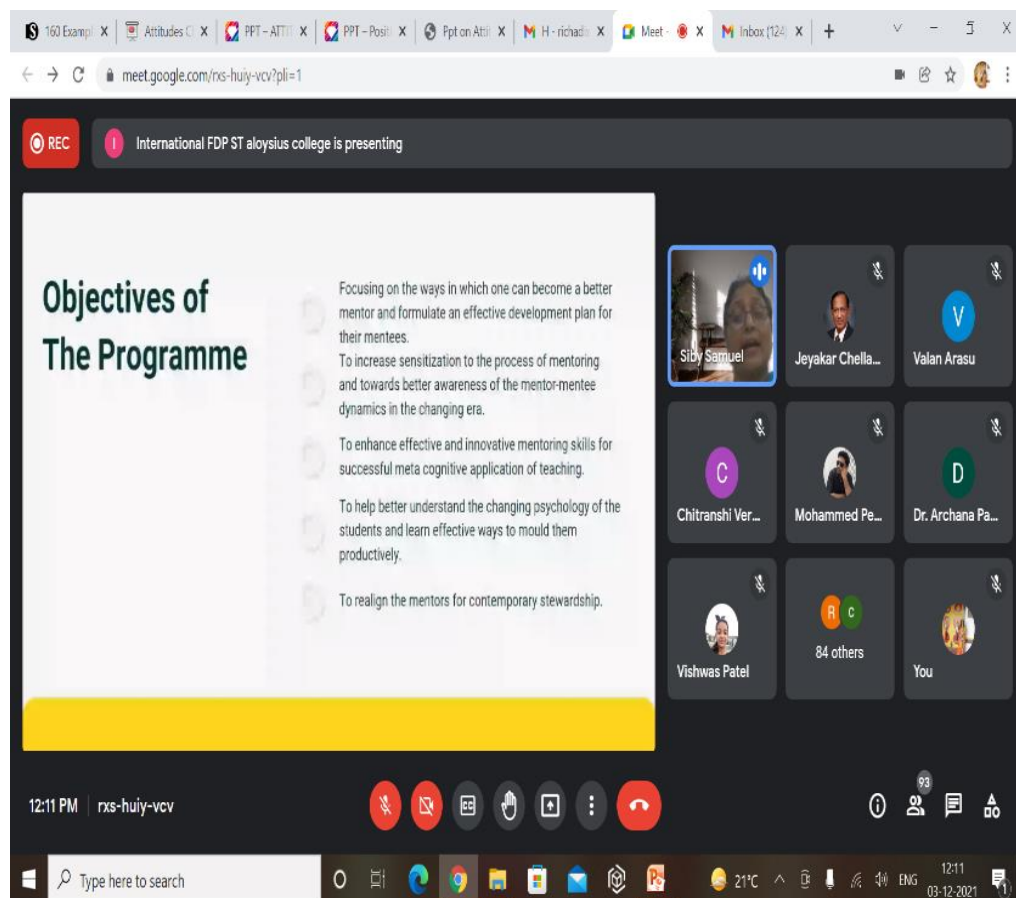 160 Exampl
Attitudes C
PPT - ATTI
PPT - Posit
Ppt on Atti
H - richadi
Meet -
Inbox (124
meet.google.com/rxs-huiy-vcv?pli=1
REC
I
International FDP ST aloysius college is presenting
Objectives of
The Programme
Focusing on the ways in which one can become a better
mentor and formulate an effective development plan for
their mentees.
To increase sensitization to the process of mentoring
and towards better awareness of the mentor-mentee
dynamics in the changing era.
To enhance effective and innovative mentoring skills for
successful meta cognitive application of teaching.
To help better understand the changing psychology of the
students and learn effective ways to mould them
productively.
To realign the mentors for contemporary stewardship.
Siby Samuel
Jeyakar Chella...
V
Valan Arasu
C
Chitranshi Ver...
Mohammed Pe...
D
Dr. Archana Pa...
Vishwas Patel
R C
84 others
You
12:11 PM | rxs-huiy-vcv
CC
93
Type here to search
21°C
ENG
12:11
03-12-2021
1